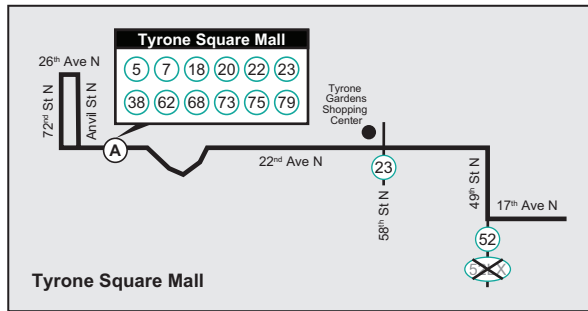 Tyrone Square Mall
5 7 18 20 22 23
38 62 68 73 75 79
26th Ave N
72nd St N
Anvil St N
A
Tyrone
Gardens
Shopping
Center
22nd Ave N
23
58th St N
49th St N
17th Ave N
52
Tyrone Square Mall